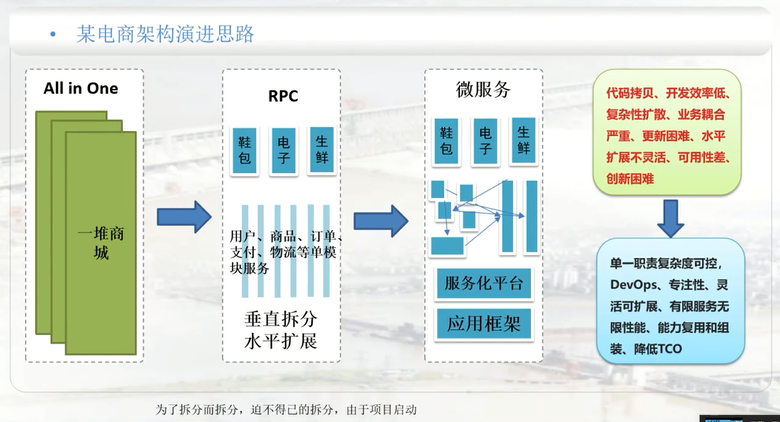 某电商架构演进思路
All in One
一堆商
城
RPC
鞋
包
电
子
生
鲜
用户、商品、订单、
支付、物流等单模
块服务
垂直拆分
水平扩展
微服务
鞋
包
电
子
生
鲜
服务化平台
应用框架
代码拷贝、开发效率低、
复杂性扩散、业务耦合
严重、更新困难、水平
扩展不灵活、可用性差、
创新困难
单一职责复杂度可控，
DevOps、专注性、灵
活可扩展、有限服务无
限性能、能力复用和组
装、降低TCO
为了拆分而拆分，迫不得已的拆分，由于项目启动